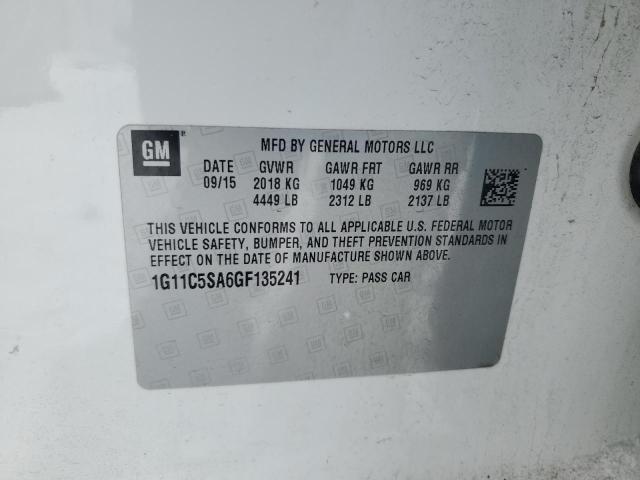 GM
MFD BY GENERAL MOTORS LLC
DATE GVWR GAWR FRT GAWR RR
09/15 2018 KG 1049 KG 969 KG
4449 LB 2312 LB 2137 LB
THIS VEHICLE CONFORMS TO ALL APPLICABLE U.S. FEDERAL MOTOR
VEHICLE SAFETY, BUMPER, AND THEFT PREVENTION STANDARDS IN
EFFECT ON THE DATE OF MANUFACTURE SHOWN ABOVE.
1G11C5SA6GF135241 TYPE: PASS CAR